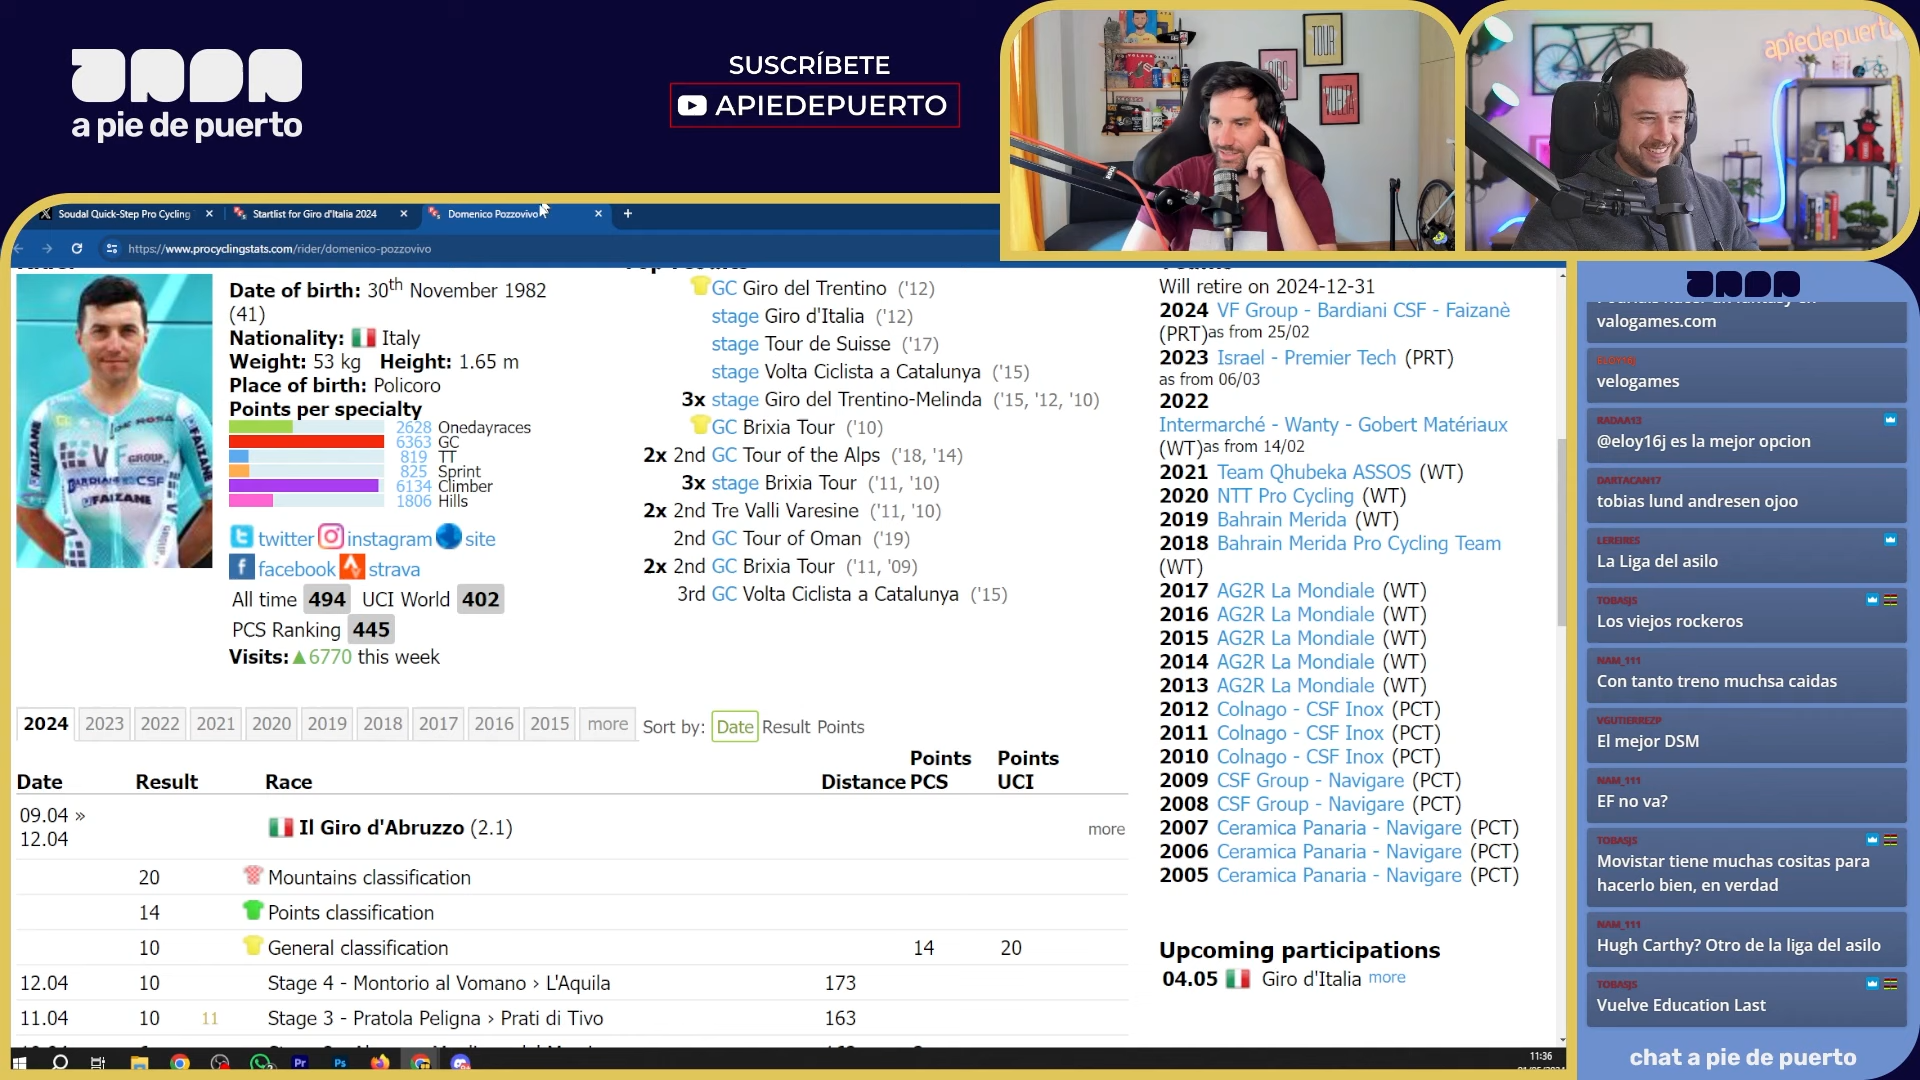 a pie de puerto
SUSCRÍBETE
APIEDEPUERTO
TOUR
apiedepuerto
Soudal Quick-Step Pro Cycling
Startlist for Giro d'Italia 2024
Domenico Pozzovivo
https://www.procyclingstats.com/rider/domenico-pozzovivo
Date of birth: 30th November 1982
(41)
Nationality: Italy
Weight: 53 kg Height: 1.65 m
Place of birth: Policoro
Points per specialty
2628 Onedayraces
6363 GC
819 TT
825 Sprint
6134 Climber
1806 Hills
twitter instagram site
facebook strava
All time 494 UCI World 402
PCS Ranking 445
Visits: ▲6770 this week
GC Giro del Trentino ('12)
stage Giro d'Italia ('12)
stage Tour de Suisse ('17)
stage Volta Ciclista a Catalunya ('15)
3x stage Giro del Trentino-Melinda ('15, '12, '10)
GC Brixia Tour ('10)
2x 2nd GC Tour of the Alps ('18, '14)
3x stage Brixia Tour ('11, '10)
2x 2nd Tre Valli Varesine ('11, '10)
2nd GC Tour of Oman ('19)
2x 2nd GC Brixia Tour ('11, '09)
3rd GC Volta Ciclista a Catalunya ('15)
Will retire on 2024-12-31
2024 VF Group - Bardiani CSF - Faizanè
(PRT)as from 25/02
2023 Israel - Premier Tech (PRT)
as from 06/03
2022
Intermarché - Wanty - Gobert Matériaux
(WT)as from 14/02
2021 Team Qhubeka ASSOS (WT)
2020 NTT Pro Cycling (WT)
2019 Bahrain Merida (WT)
2018 Bahrain Merida Pro Cycling Team
(WT)
2017 AG2R La Mondiale (WT)
2016 AG2R La Mondiale (WT)
2015 AG2R La Mondiale (WT)
2014 AG2R La Mondiale (WT)
2013 AG2R La Mondiale (WT)
2012 Colnago - CSF Inox (PCT)
2011 Colnago - CSF Inox (PCT)
2010 Colnago - CSF Inox (PCT)
2009 CSF Group - Navigare (PCT)
2008 CSF Group - Navigare (PCT)
2007 Ceramica Panaria - Navigare (PCT)
2006 Ceramica Panaria - Navigare (PCT)
2005 Ceramica Panaria - Navigare (PCT)
Upcoming participations
04.05 Giro d'Italia more
2024 2023 2022 2021 2020 2019 2018 2017 2016 2015 more Sort by: Date Result Points
Date Result Race Distance Points PCS Points UCI
09.04 »
12.04
Il Giro d'Abruzzo (2.1) more
20 Mountains classification
14 Points classification
10 General classification 14 20
12.04 10 Stage 4 - Montorio al Vomano › L'Aquila 173
11.04 10 11 Stage 3 - Pratola Peligna › Prati di Tivo 163
11:36
valogames.com
velogames
RADAA13
@eloy16j es la mejor opcion
DARTACAN17
tobias lund andresen ojoo
LEREIRES
La Liga del asilo
TOBASJS
Los viejos rockeros
NAM_111
Con tanto treno muchsa caidas
VGUTIERREZP
El mejor DSM
NAM_111
EF no va?
TOBASJS
Movistar tiene muchas cositas para
hacerlo bien, en verdad
NAM_111
Hugh Carthy? Otro de la liga del asilo
TOBASJS
Vuelve Education Last
chat a pie de puerto